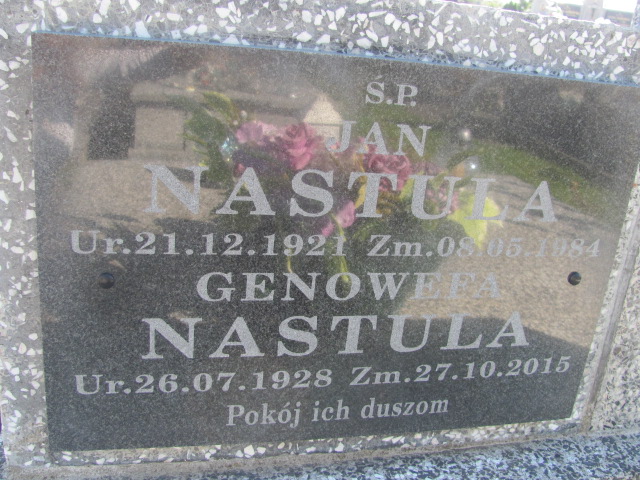 Ś.P.
JAN
NASTULA
Ur.21.12.1921 Zm.08.05.1984
GENOWEFA
NASTULA
Ur.26.07.1928 Zm.27.10.2015
Pokój ich duszom